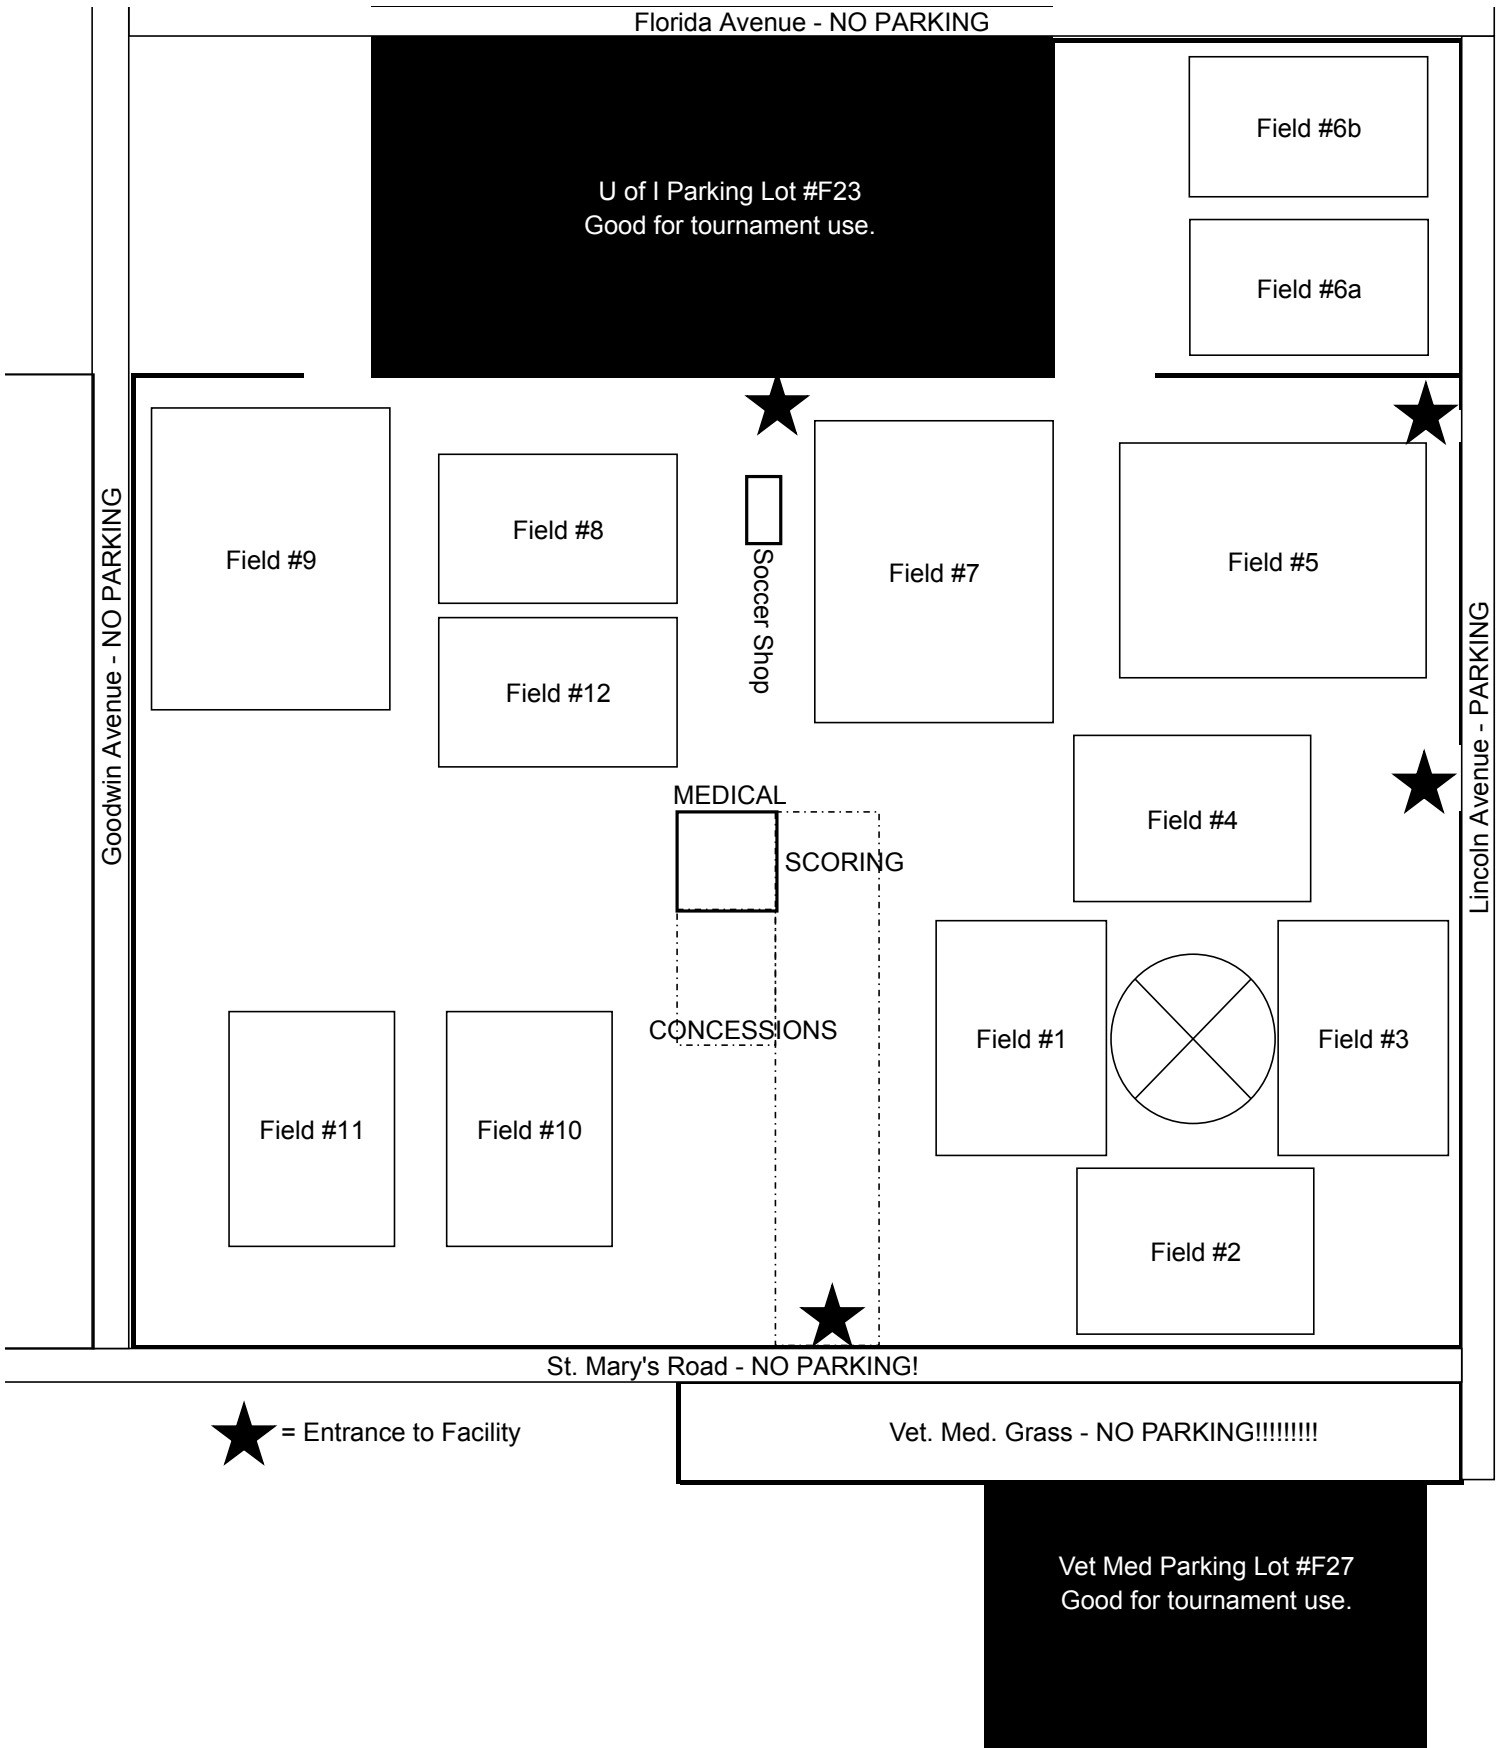 Florida Avenue - NO PARKING
Field #6b
U of I Parking Lot #F23
Good for tournament use.
Field #6a
Goodwin Avenue - NO PARKING
Field #9
Field #8
Soccer Shop
Field #7
Field #5
Lincoln Avenue - PARKING
Field #12
MEDICAL
SCORING
Field #4
CONCESSIONS
Field #1
Field #3
Field #11
Field #10
Field #2
St. Mary's Road - NO PARKING!
= Entrance to Facility
Vet. Med. Grass - NO PARKING!!!!!!!!!
Vet Med Parking Lot #F27
Good for tournament use.